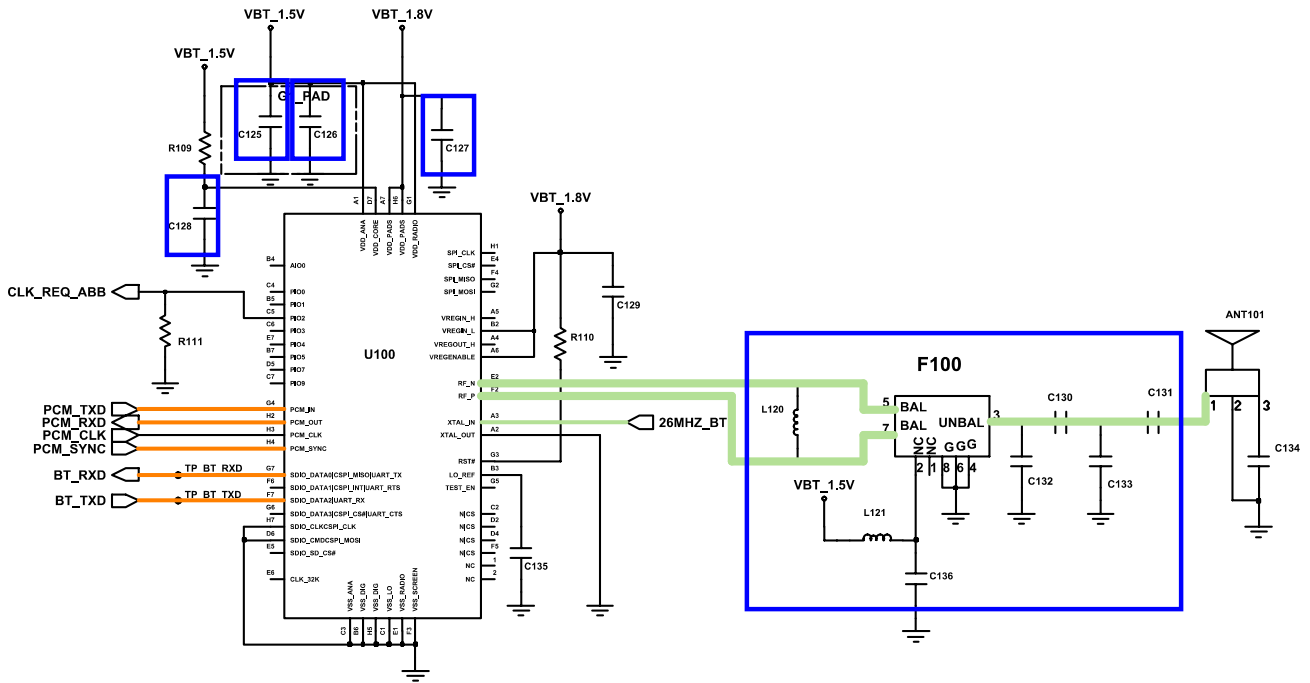 VBT_1.5V
VBT_1.8V
VBT_1.5V
PAD
C125
C126
C127
R109
C128
A1
D7
A7
H6
G1
VDD_ANA
VDD_CORE
VDD_PADS
VDD_PADS
VDD_RADIO
VBT_1.8V
C129
R110
CLK_REQ_ABB
R111
U100
B4 AIO0
C4 PIO0
B5 PIO1
C5 PIO2
C6 PIO3
E7 PIO4
B7 PIO5
D5 PIO7
C7 PIO9
PCM_TXD G4 PCM_IN
PCM_RXD H2 PCM_OUT
PCM_CLK H3 PCM_CLK
PCM_SYNC H4 PCM_SYNC
BT_RXD TP_BT_RXD G7 SDIO_DATA0|CSPI_MISO|UART_TX
F6 SDIO_DATA1|CSPI_INT|UART_RTS
BT_TXD TP_BT_TXD F7 SDIO_DATA2|UART_RX
G6 SDIO_DATA3|CSPI_CS#|UART_CTS
H7 SDIO_CLKCSPI_CLK
D6 SDIO_CMDCSPI_MOSI
E5 SDIO_SD_CS#
E6 CLK_32K
SPI_CLK H1
SPI_CS# E4
SPI_MISO F4
SPI_MOSI G2
VREGIN_H A5
VREGIN_L B2
VREGOUT_H A4
VREGENABLE A6
RF_N E2
RF_P F2
XTAL_IN A3 26MHZ_BT
XTAL_OUT A2
RST# G3
LO_REF B3
TEST_EN G5
N|CS C2
N|CS D2
N|CS D4
N|CS F5
NC 1
NC 2
C135
VSS_ANA
VSS_DIG
VSS_DIG
VSS_LO
VSS_RADIO
VSS_SCREEN
C3
B6
H5
C1
E1
F3
F100
L120
5 BAL
7 BAL
UNBAL 3
NC
NC
G
G
G
2 1 8 6 4
C130
C131
C132
C133
VBT_1.5V
L121
C136
ANT101
1 2 3
C134